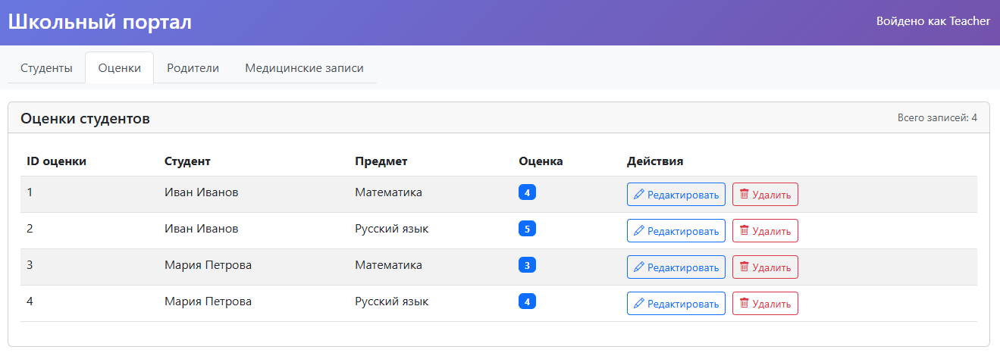 Школьный портал
Войдено как Teacher
Студенты Оценки Родители Медицинские записи
Оценки студентов
Всего записей: 4
ID оценки Студент Предмет Оценка Действия
1 Иван Иванов Математика 4 Редактировать Удалить
2 Иван Иванов Русский язык 5 Редактировать Удалить
3 Мария Петрова Математика 3 Редактировать Удалить
4 Мария Петрова Русский язык 4 Редактировать Удалить